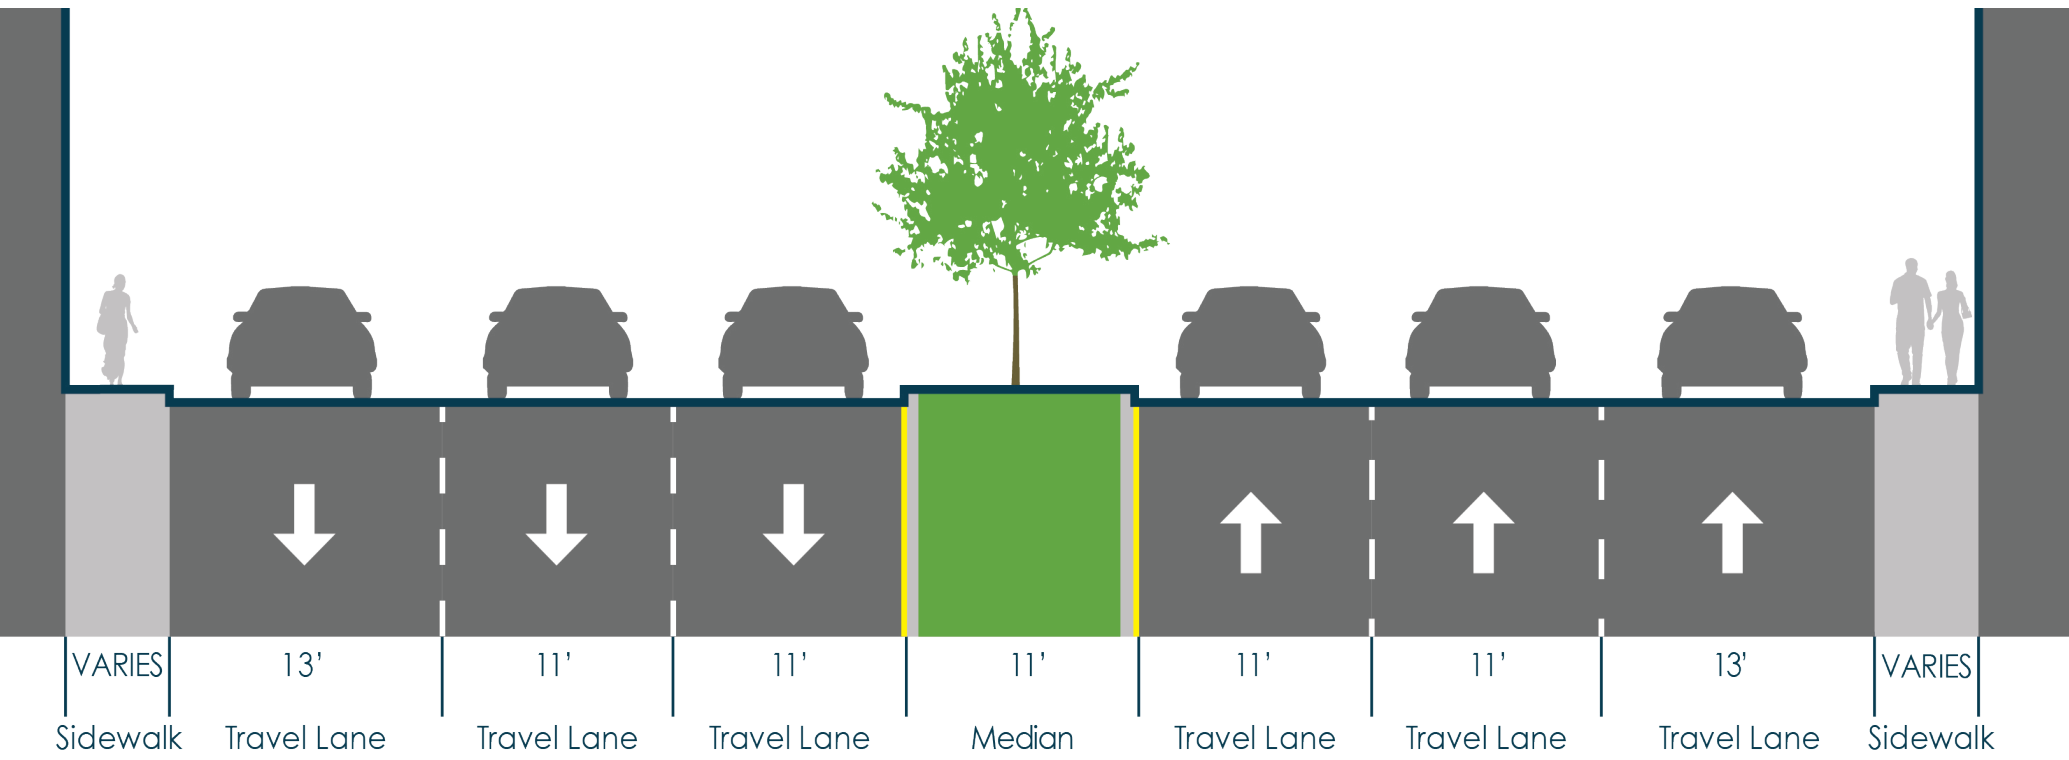 VARIES 13’ 11’ 11’ 11’ 11’ 11’ 13’ VARIES
Sidewalk Travel Lane Travel Lane Travel Lane Median Travel Lane Travel Lane Travel Lane Sidewalk